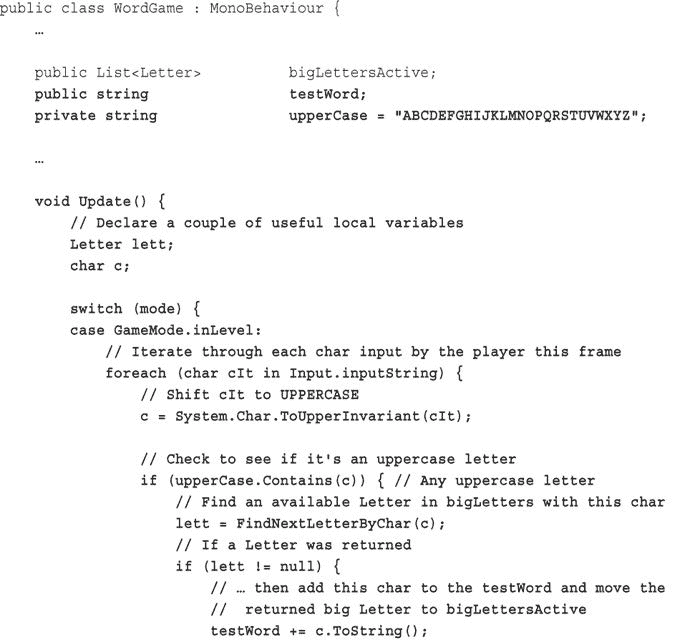 public class WordGame : MonoBehaviour {
    …

    public List<Letter>          bigLettersActive;
    public string                testWord;
    private string               upperCase = "ABCDEFGHIJKLMNOPQRSTUVWXYZ";

    …

    void Update() {
        // Declare a couple of useful local variables
        Letter lett;
        char c;

        switch (mode) {
        case GameMode.inLevel:
            // Iterate through each char input by the player this frame
            foreach (char cIt in Input.inputString) {
                // Shift cIt to UPPERCASE
                c = System.Char.ToUpperInvariant(cIt);

                // Check to see if it's an uppercase letter
                if (upperCase.Contains(c)) { // Any uppercase letter
                    // Find an available Letter in bigLetters with this char
                    lett = FindNextLetterByChar(c);
                    // If a Letter was returned
                    if (lett != null) {
                        // … then add this char to the testWord and move the
                        //  returned big Letter to bigLettersActive
                        testWord += c.ToString();